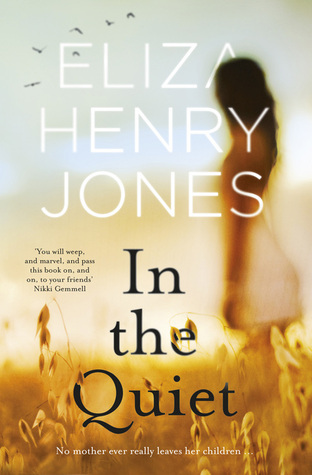 ELIZA
HENRY
JONES
'You will weep,
and marvel, and pass
this book on, and
on, to your friends'
Nikki Gemmell
In
the
Quiet
No mother ever really leaves her children ...